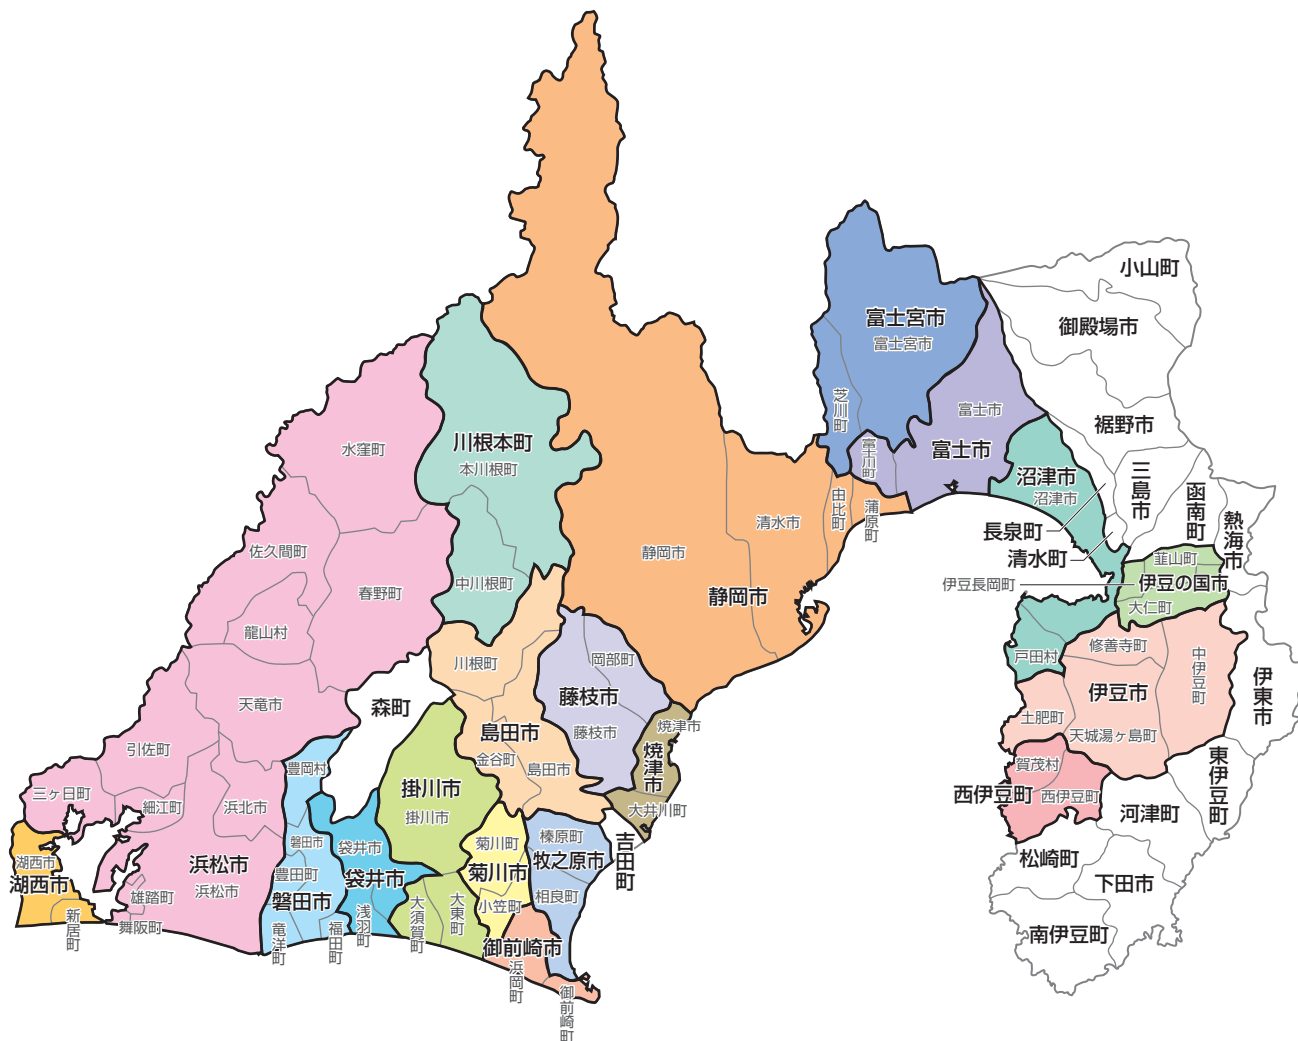 小山町
御殿場市
富士宮市
富士宮市
裾野市
芝川町
富士市
富士市
富士川町
三島市
函南町
熱海市
沼津市
沼津市
長泉町
清水町
韮山町
伊豆長岡町
伊豆の国市
大仁町
水窪町
川根本町
本川根町
中川根町
由比町
蒲原町
清水市
静岡市
静岡市
佐久間町
春野町
龍山村
天竜市
川根町
岡部町
藤枝市
藤枝市
戸田村
修善寺町
中伊豆町
伊豆市
伊東市
土肥町
天城湯ヶ島町
森町
島田市
金谷町
島田市
焼津市
焼津市
大井川町
引佐町
豊岡村
賀茂村
西伊豆町
西伊豆町
東伊豆町
河津町
三ヶ日町
細江町
浜北市
掛川市
掛川市
吉田町
榛原町
牧之原市
相良町
菊川町
菊川市
小笠町
磐田市
豊田町
磐田市
袋井市
袋井市
湖西市
湖西市
浜松市
浜松市
雄踏町
舞阪町
新居町
竜洋町
福田町
浅羽町
大須賀町
大東町
御前崎市
浜岡町
御前崎町
松崎町
下田市
南伊豆町